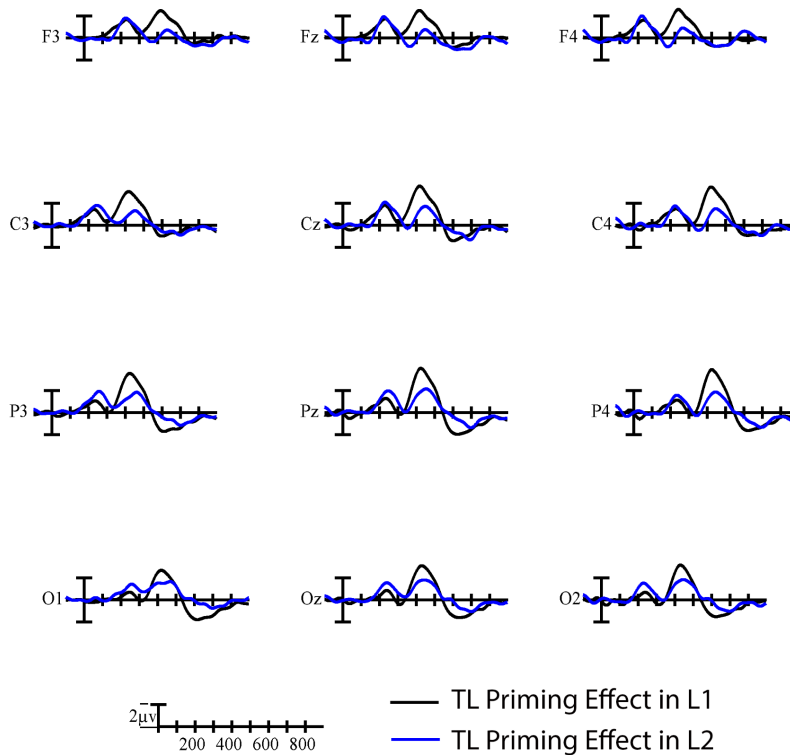 F3 Fz F4
C3 Cz C4
P3 Pz P4
O1 Oz O2
2μv
200 400 600 800
TL Priming Effect in L1
TL Priming Effect in L2